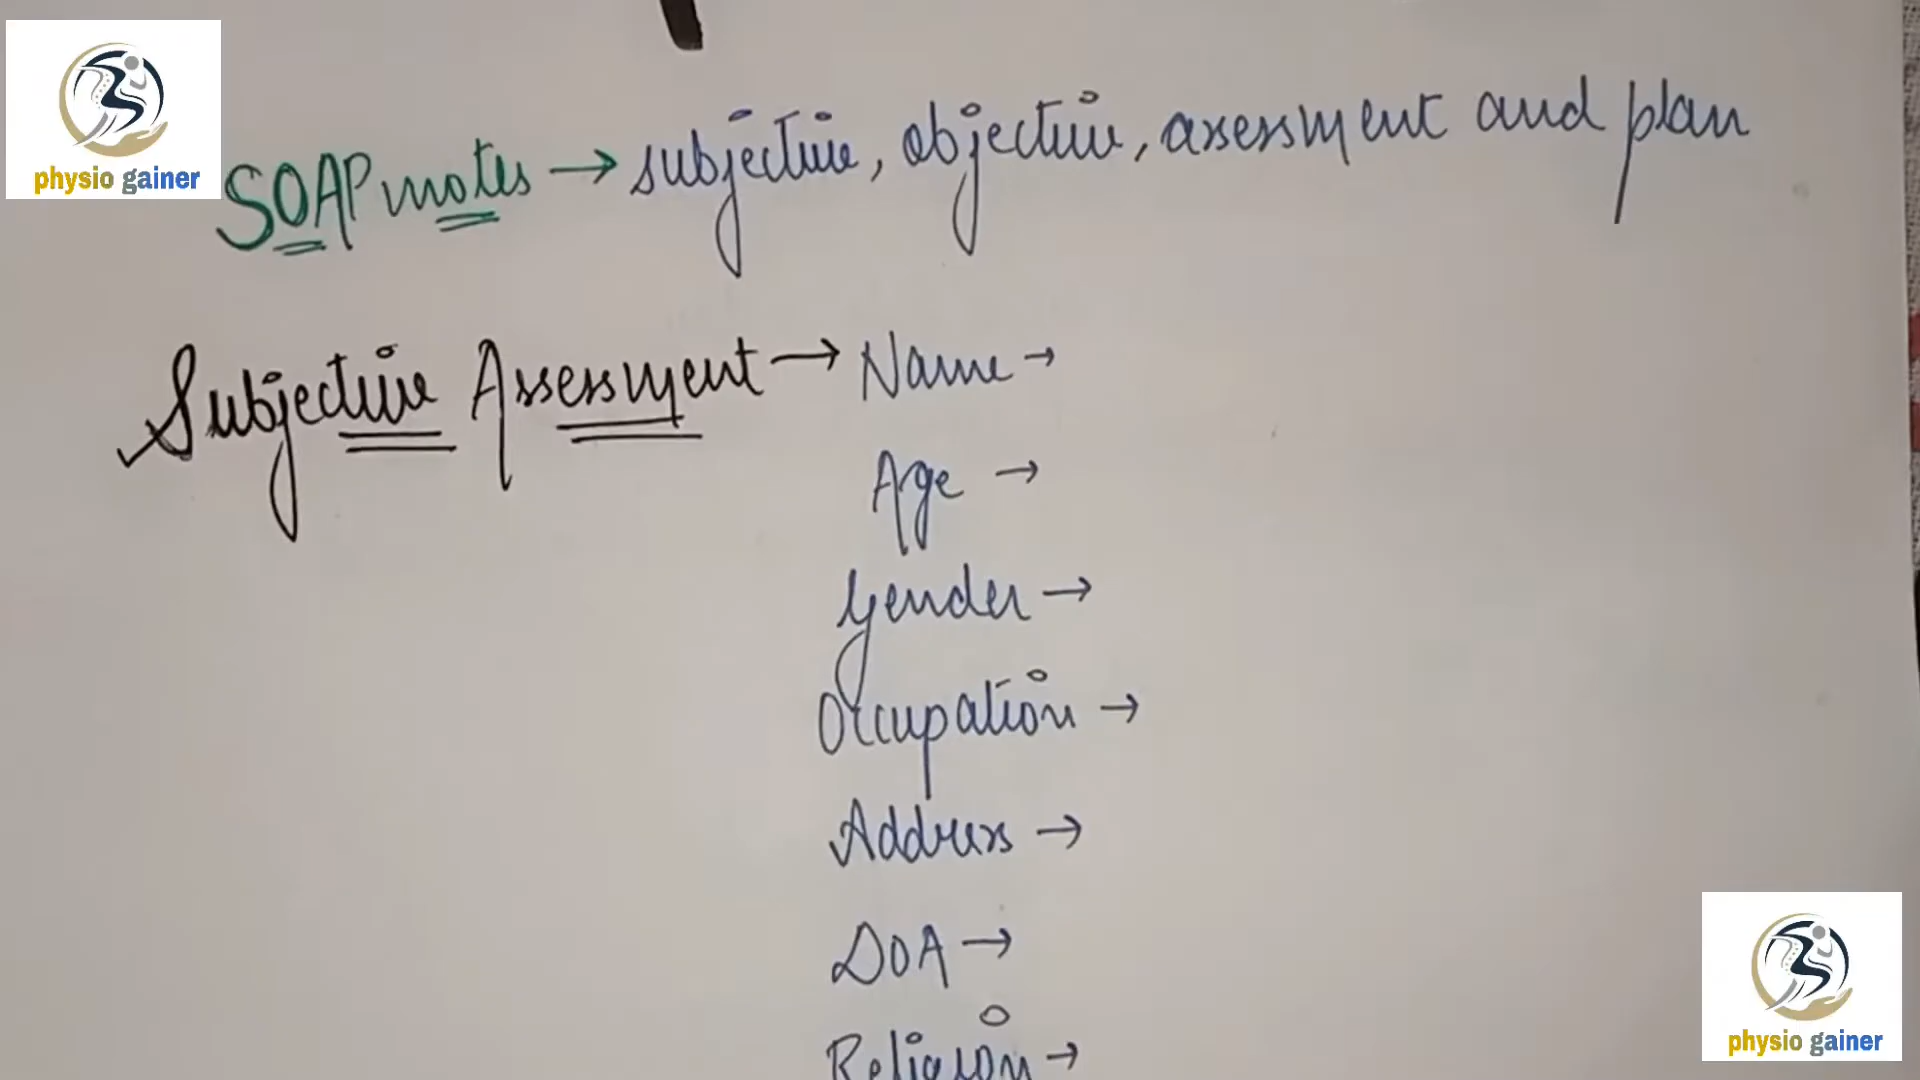 physio gainer
SOAP notes → subjective, objective, assessment and plan
Subjective Assessment → Name →
Age →
Gender →
Occupation →
Address →
DOA →
Religion →
physio gainer